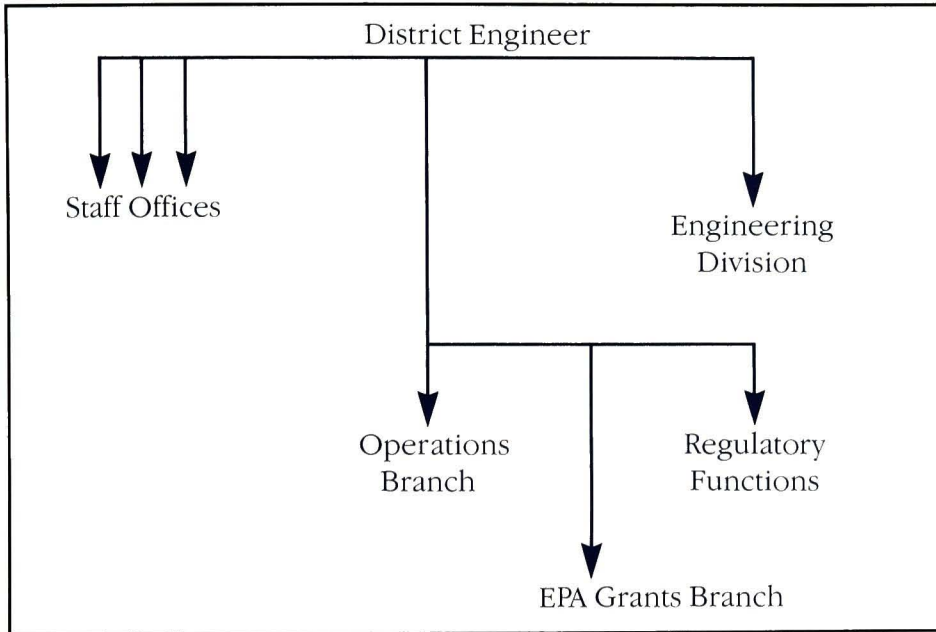 District Engineer
Staff Offices
Engineering
Division
Operations
Branch
Regulatory
Functions
EPA Grants Branch